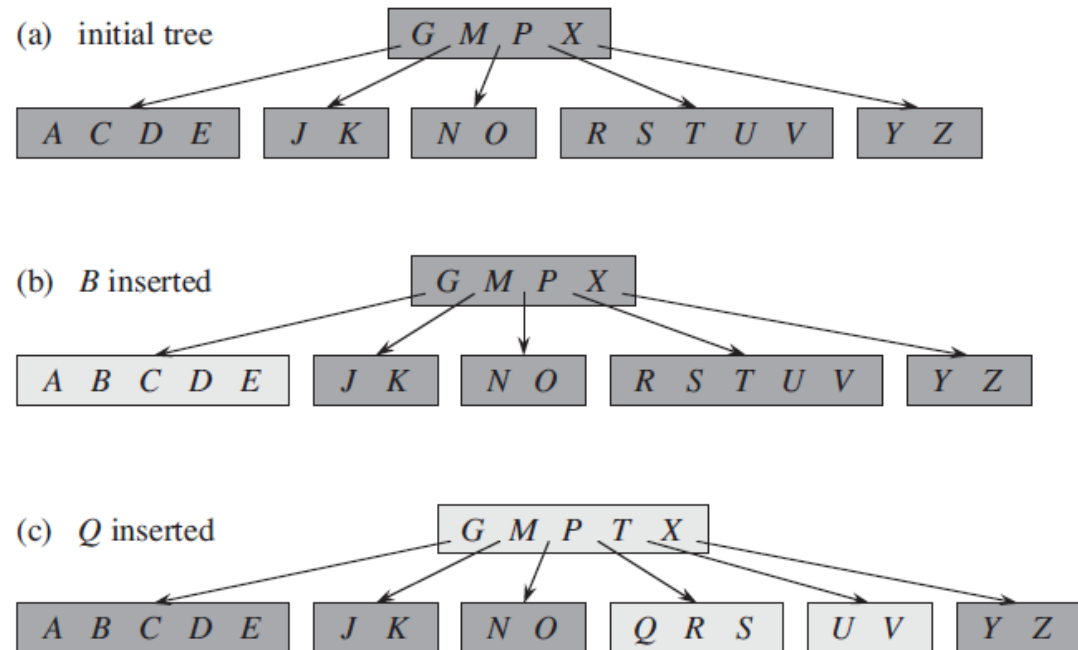 (a) initial tree
G M P X
A C D E J K N O R S T U V Y Z
(b) B inserted
G M P X
A B C D E J K N O R S T U V Y Z
(c) Q inserted
G M P T X
A B C D E J K N O Q R S U V Y Z